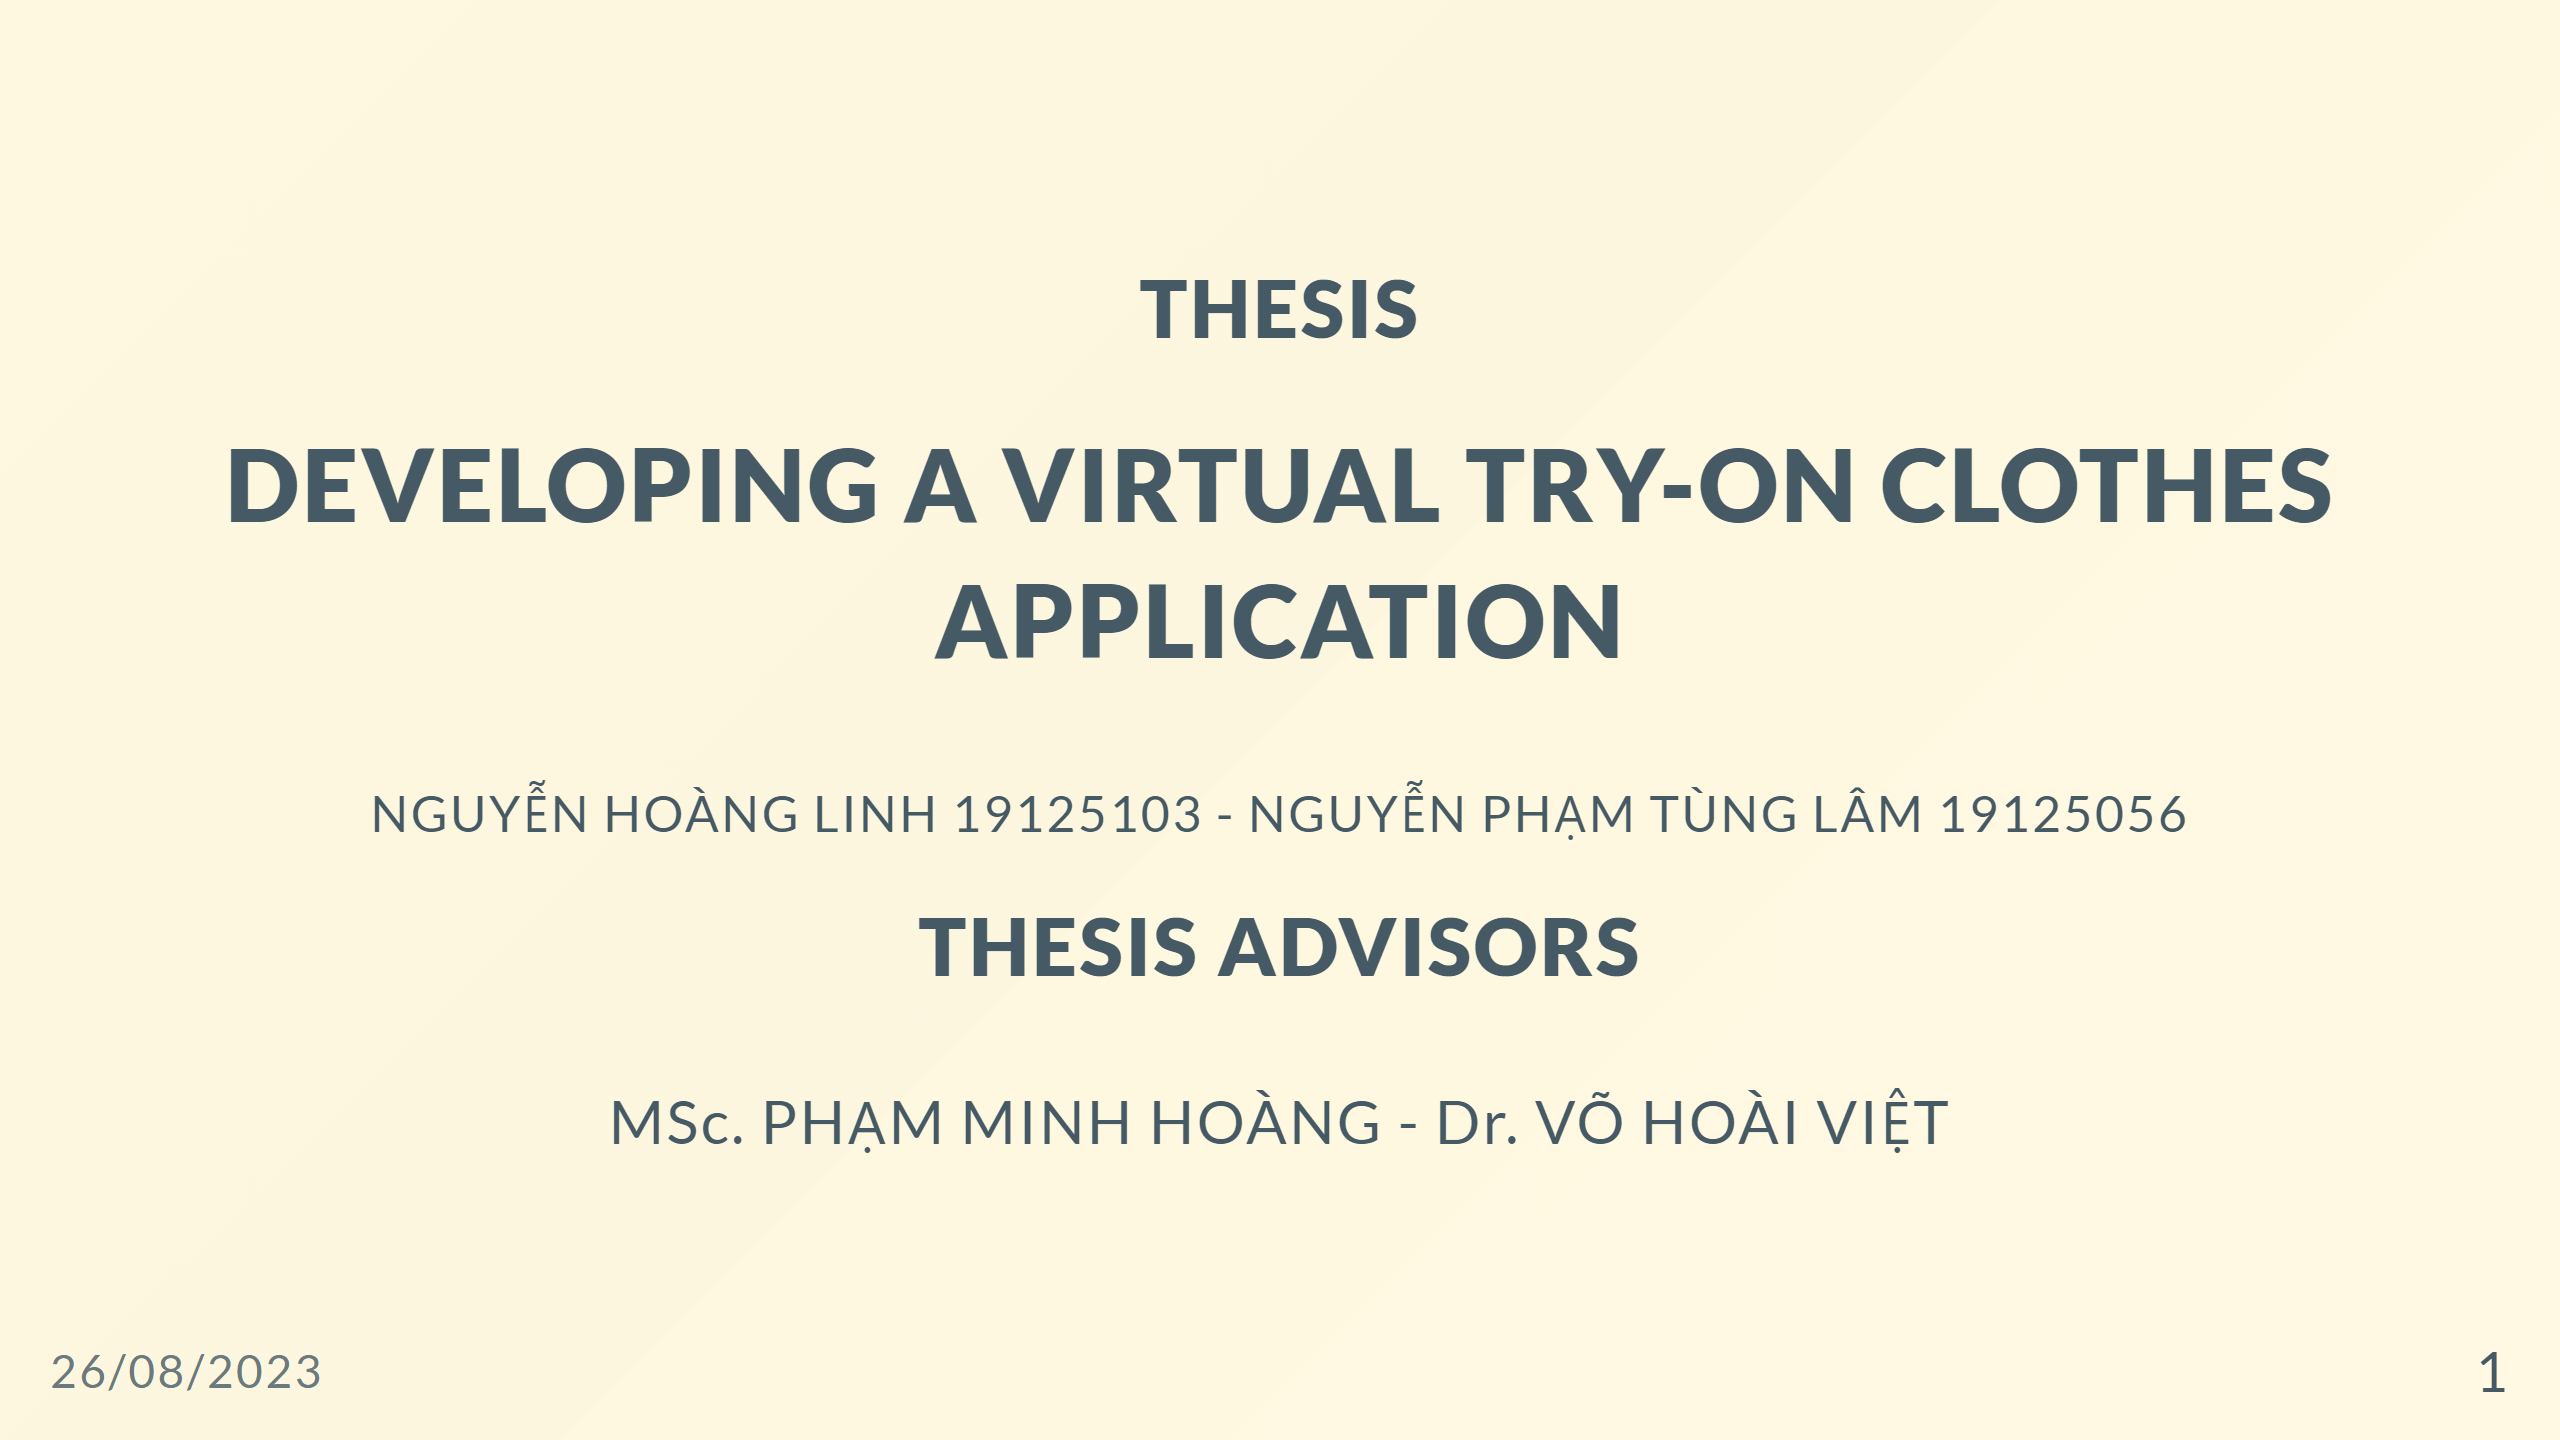 THESIS
DEVELOPING A VIRTUAL TRY-ON CLOTHES
APPLICATION
NGUYỄN HOÀNG LINH 19125103 - NGUYỄN PHẠM TÙNG LÂM 19125056
THESIS ADVISORS
MSc. PHẠM MINH HOÀNG - Dr. VÕ HOÀI VIỆT
26/08/2023
1